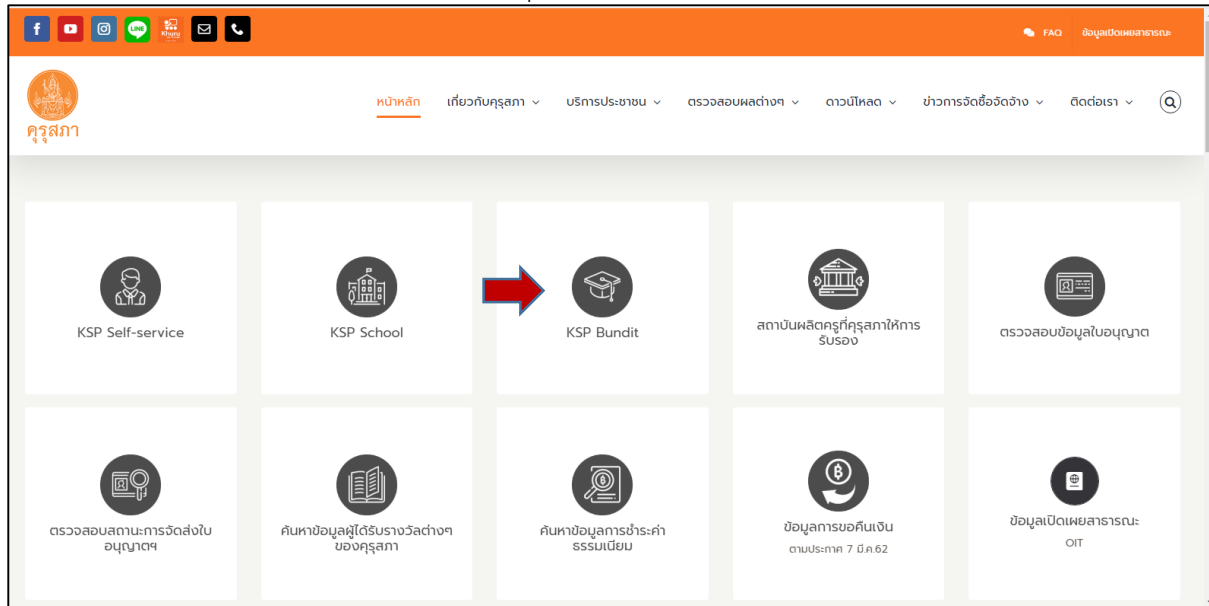 LINE
Khuru
FAQ ข้อมูลเปิดเผยสาธารณะ
คุรุสภา
หน้าหลัก เกี่ยวกับคุรุสภา บริการประชาชน ตรวจสอบผลต่างๆ ดาวน์โหลด ข่าวการจัดซื้อจัดจ้าง ติดต่อเรา
KSP Self-service
KSP School
KSP Bundit
สถาบันผลิตครูที่คุรุสภาให้การ
รับรอง
ตรวจสอบข้อมูลใบอนุญาต
ตรวจสอบสถานะการจัดส่งใบ
อนุญาตฯ
ค้นหาข้อมูลผู้ได้รับรางวัลต่างๆ
ของคุรุสภา
ค้นหาข้อมูลการชำระค่า
ธรรมเนียม
ข้อมูลการขอคืนเงิน
ตามประกาศ 7 มี.ค.62
ข้อมูลเปิดเผยสาธารณะ
OIT